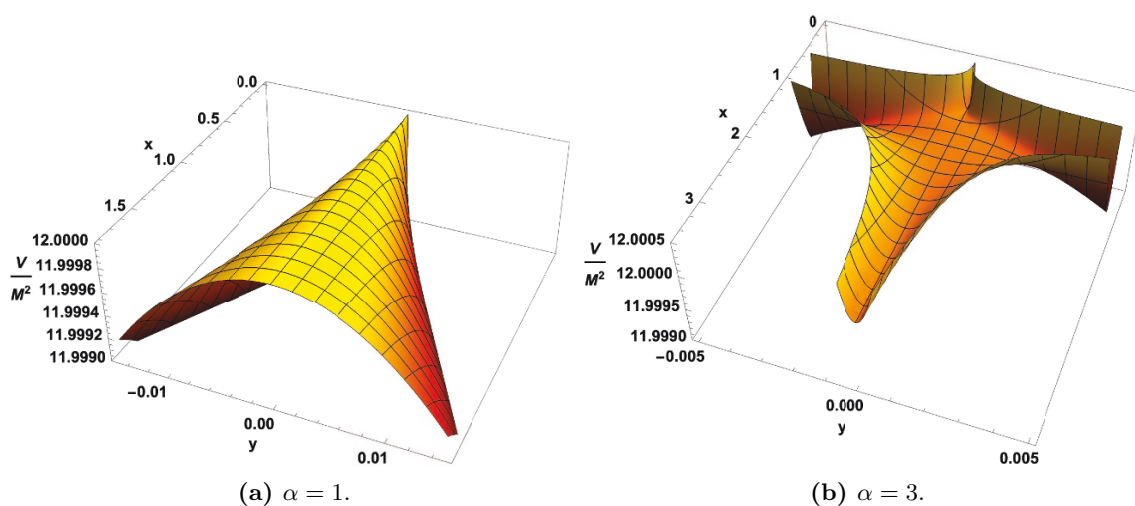 0.0
0.5
x
1.0
1.5
12.0000
11.9998
V
M²
11.9996
11.9994
11.9992
11.9990
−0.01
0.00
y
0.01
(a) α = 1.
0
1
x
2
3
12.0005
V
M²
12.0000
11.9995
11.9990
−0.005
0.000
y
0.005
(b) α = 3.